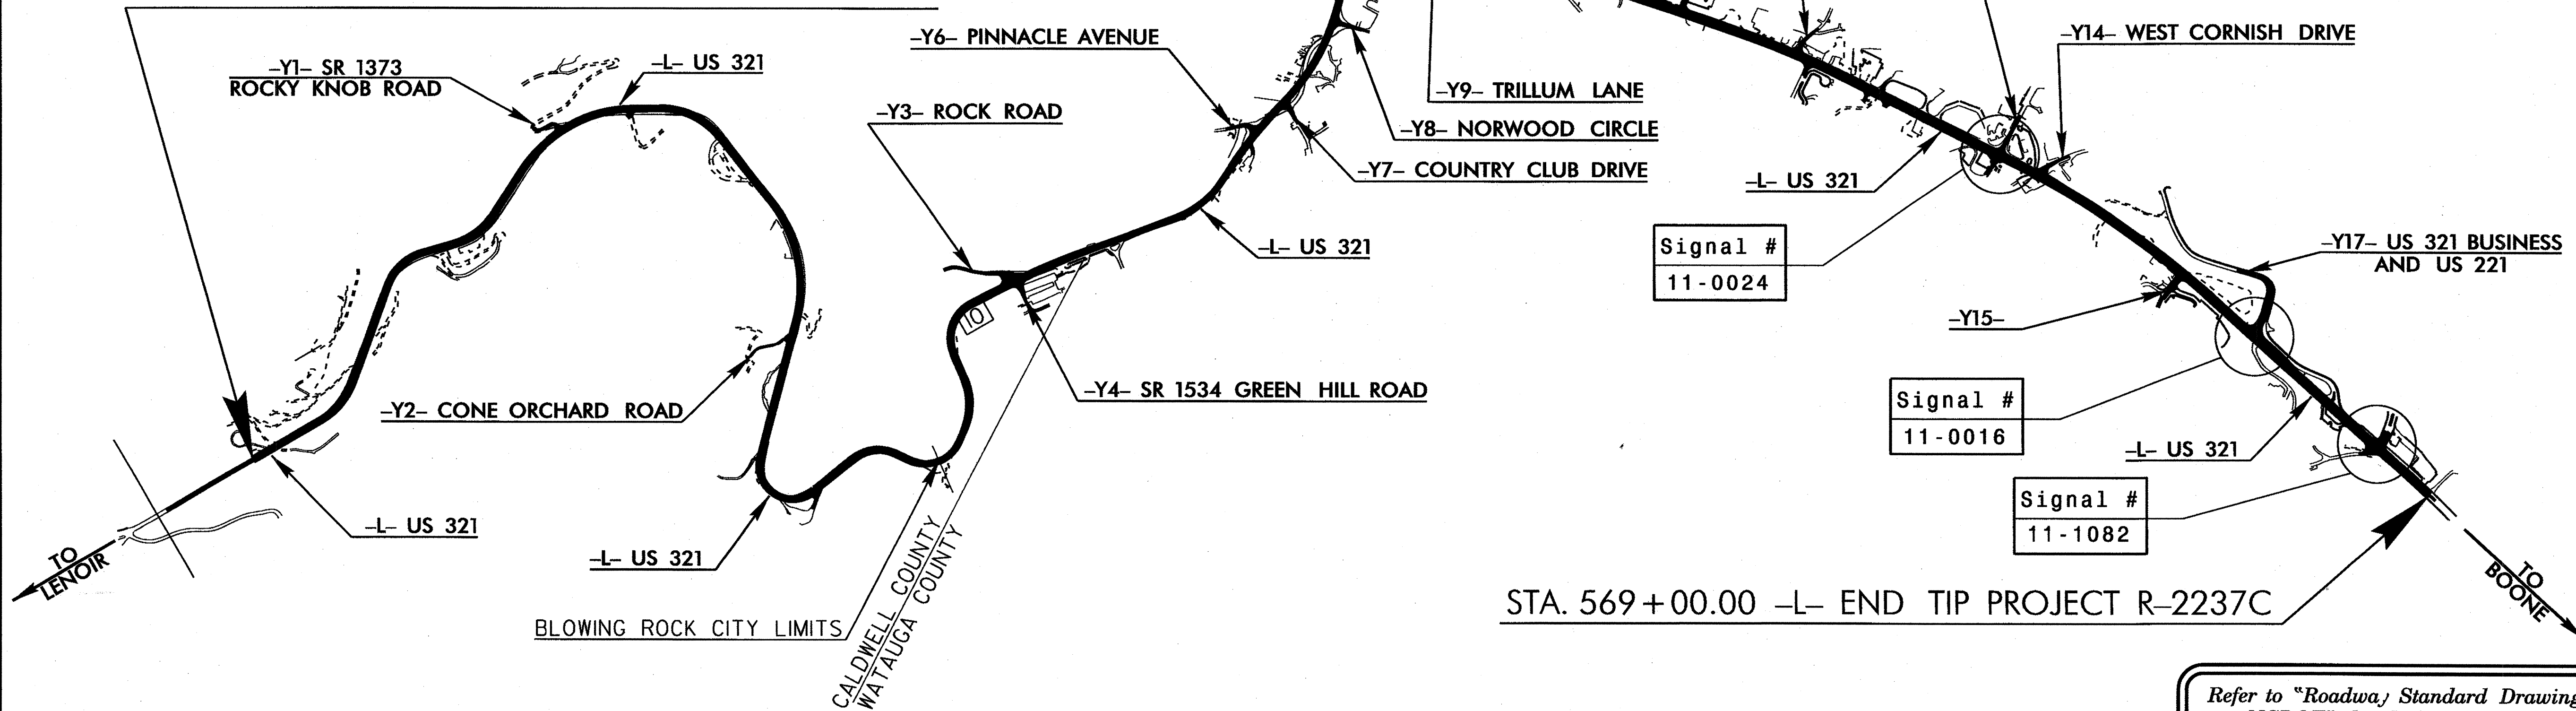 –Y1– SR 1373
ROCKY KNOB ROAD
–L– US 321
–Y6– PINNACLE AVENUE
–Y3– ROCK ROAD
–Y9– TRILLUM LANE
–Y8– NORWOOD CIRCLE
–Y7– COUNTRY CLUB DRIVE
–L– US 321
–Y14– WEST CORNISH DRIVE
–L– US 321
Signal #
11-0024
–Y17– US 321 BUSINESS
AND US 221
–Y15–
–Y2– CONE ORCHARD ROAD
–Y4– SR 1534 GREEN HILL ROAD
Signal #
11-0016
–L– US 321
Signal #
11-1082
–L– US 321
TO
LENOIR
–L– US 321
BLOWING ROCK CITY LIMITS
CALDWELL COUNTY
WATAUGA COUNTY
STA. 569+00.00 –L– END TIP PROJECT R–2237C
TO
BOONE
Refer to "Roadway Standard Drawing